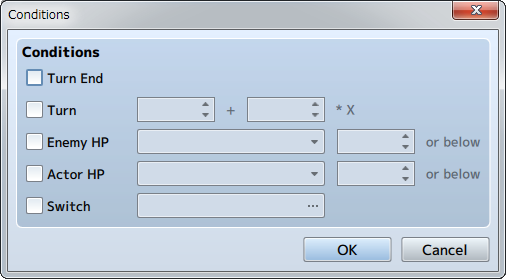 Conditions
Conditions
Turn End
Turn + * X
Enemy HP or below
Actor HP or below
Switch ...
OK Cancel